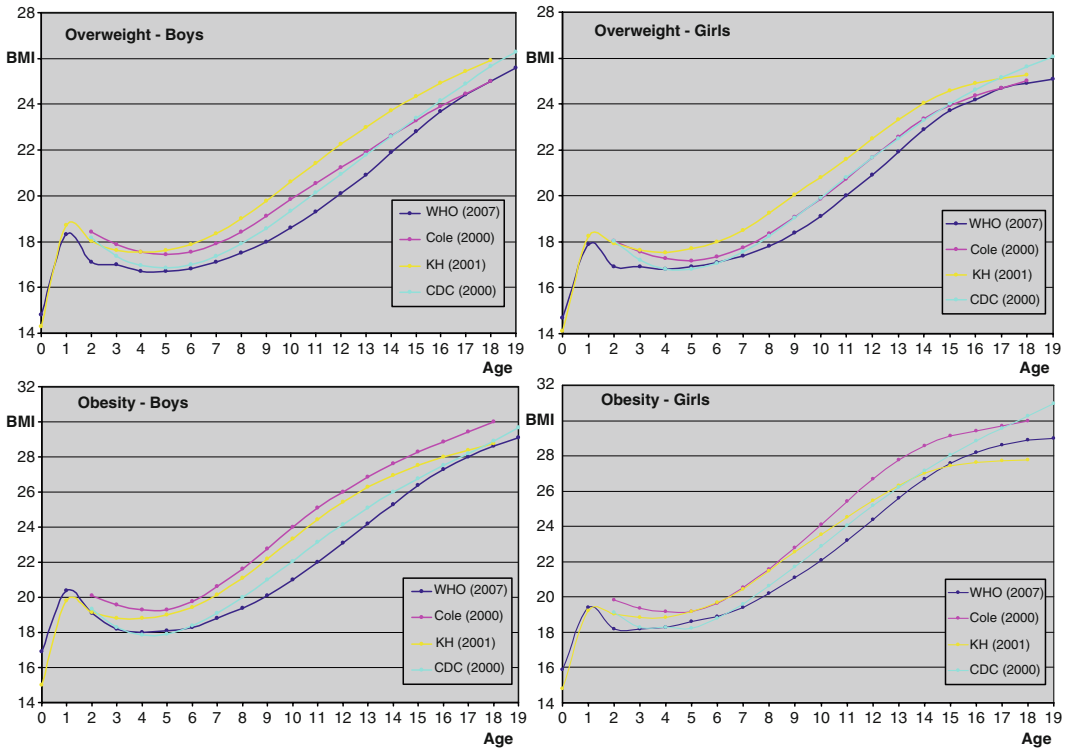 28
Overweight - Boys
BMI
24
22
20
18
16
14
WHO (2007)
Cole (2000)
KH (2001)
CDC (2000)
0 1 2 3 4 5 6 7 8 9 10 11 12 13 14 15 16 17 18 19
Age
28
Overweight - Girls
BMI
24
22
20
18
16
14
WHO (2007)
Cole (2000)
KH (2001)
CDC (2000)
0 1 2 3 4 5 6 7 8 9 10 11 12 13 14 15 16 17 18 19
Age
32
Obesity - Boys
BMI
28
26
24
22
20
18
16
14
WHO (2007)
Cole (2000)
KH (2001)
CDC (2000)
0 1 2 3 4 5 6 7 8 9 10 11 12 13 14 15 16 17 18 19
Age
32
Obesity - Girls
BMI
28
26
24
22
20
18
16
14
WHO (2007)
Cole (2000)
KH (2001)
CDC (2000)
0 1 2 3 4 5 6 7 8 9 10 11 12 13 14 15 16 17 18 19
Age